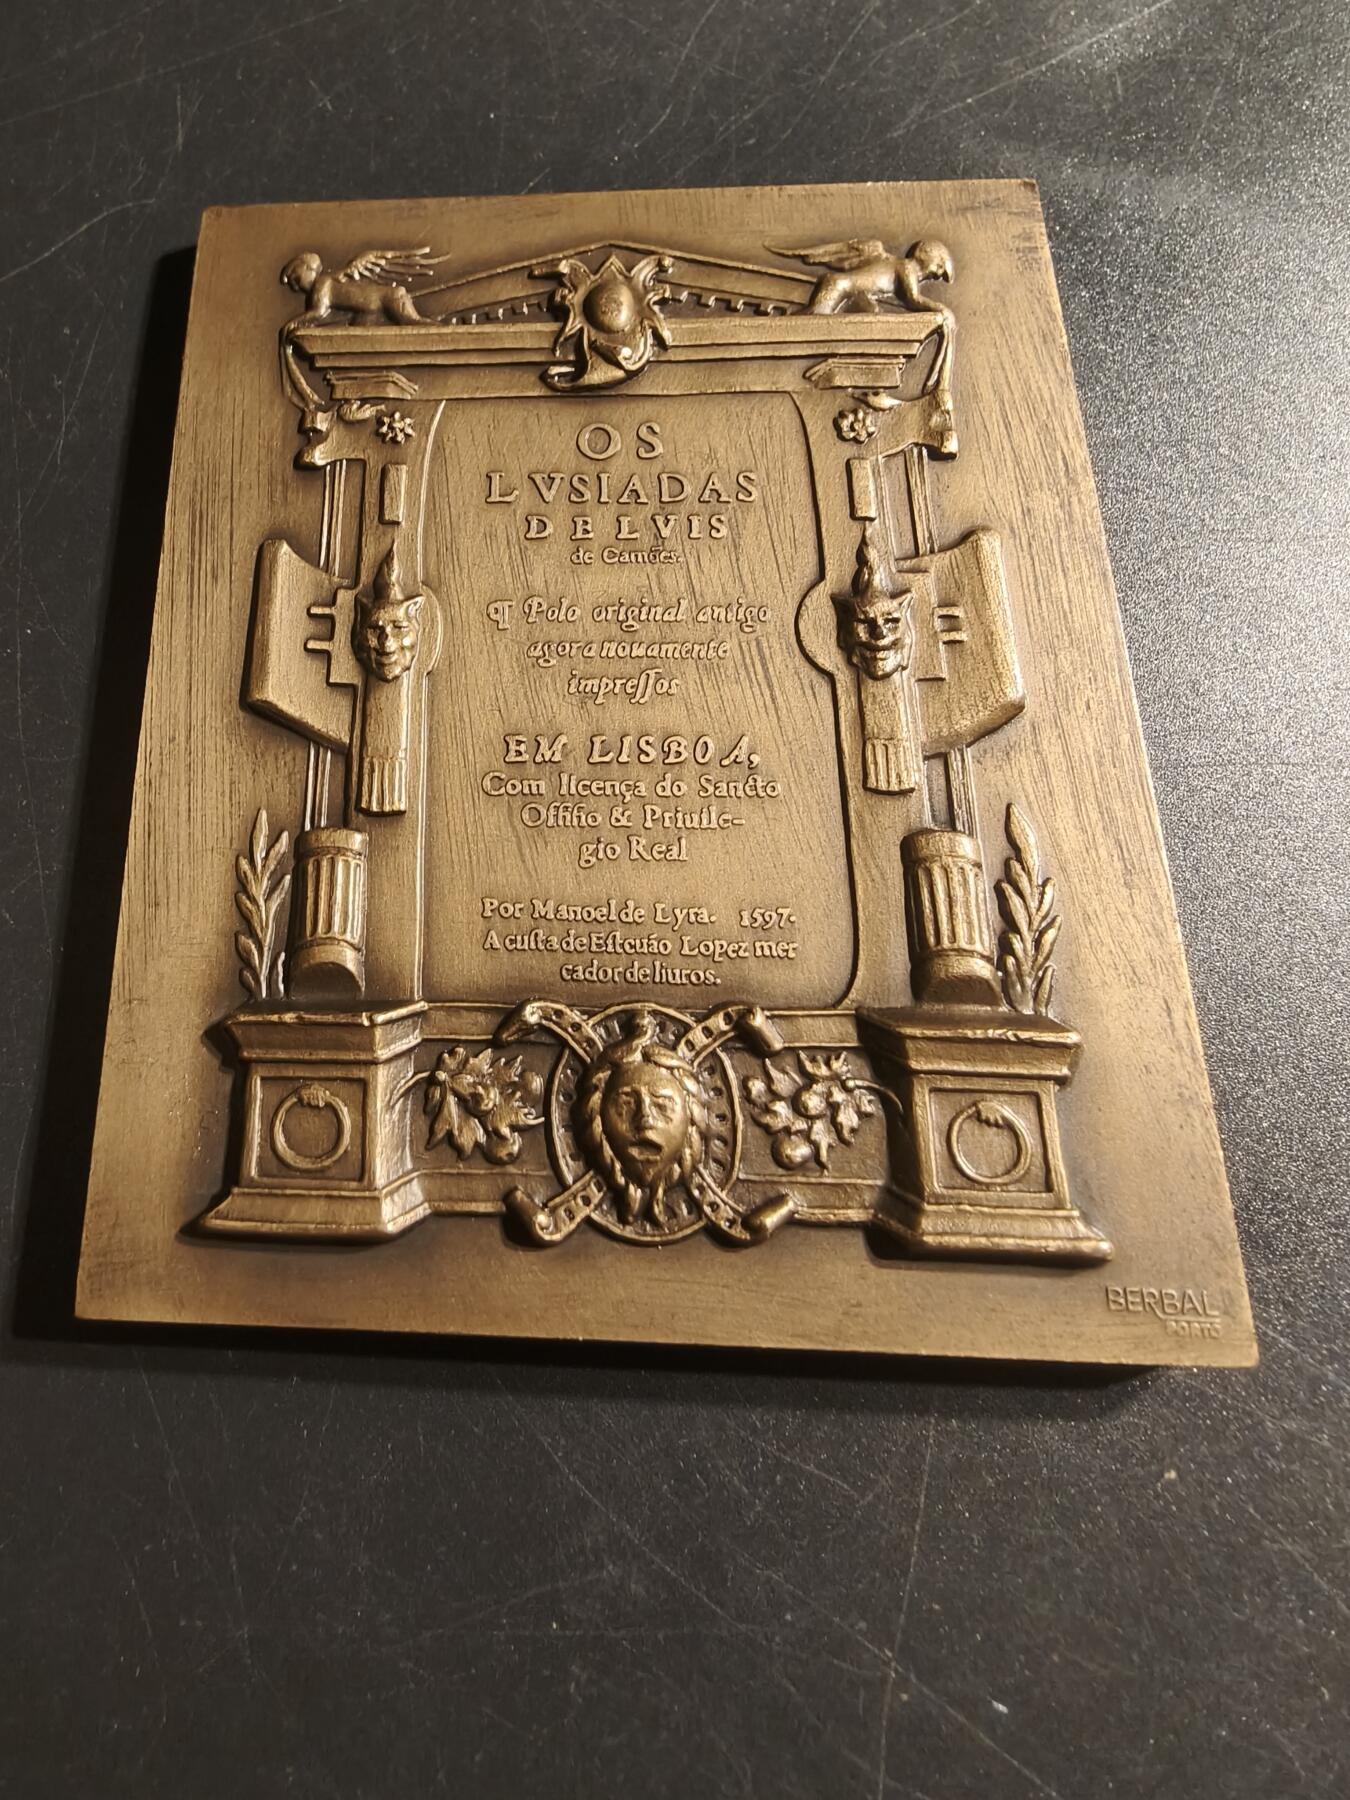 OS
LVSIADAS
DE LVIS
de Camões.
¶ Polo original antigo
agora nouamente
impreſſos
EM LISBOA,
Com licença do Sancto
Offiſio & Priuile-
gio Real
Por Manoel de Lyra. 1597.
A cuſta de Eſteuão Lopez mer
cador de liuros.
BERBAL
PORTO